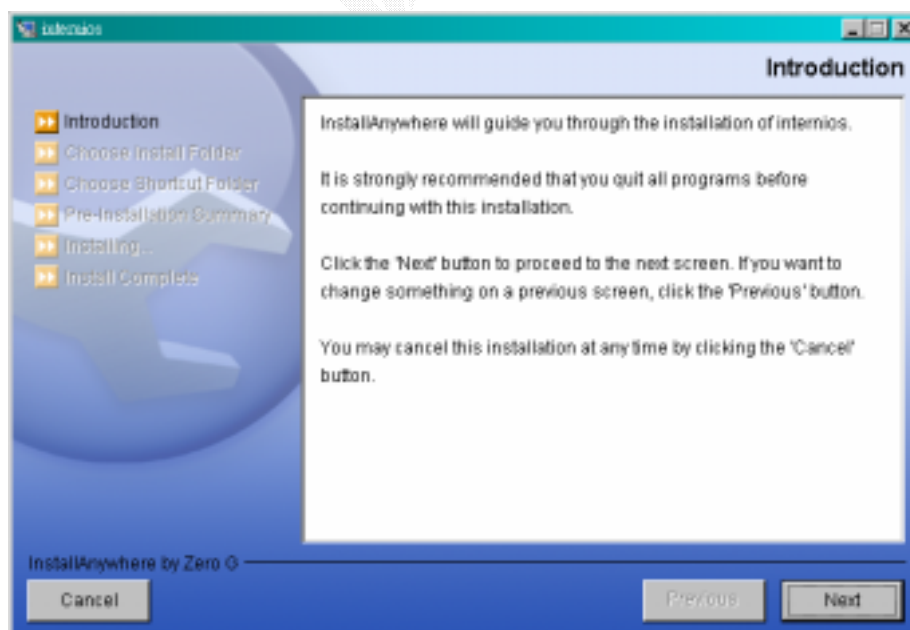 internios
Introduction
Introduction
Choose Install Folder
Choose Shortcut Folder
Pre-Installation Summary
Installing...
Install Complete
InstallAnywhere will guide you through the installation of internios.
It is strongly recommended that you quit all programs before
continuing with this installation.
Click the 'Next' button to proceed to the next screen. If you want to
change something on a previous screen, click the 'Previous' button.
You may cancel this installation at any time by clicking the 'Cancel'
button.
InstallAnywhere by Zero G
Cancel
Previous
Next